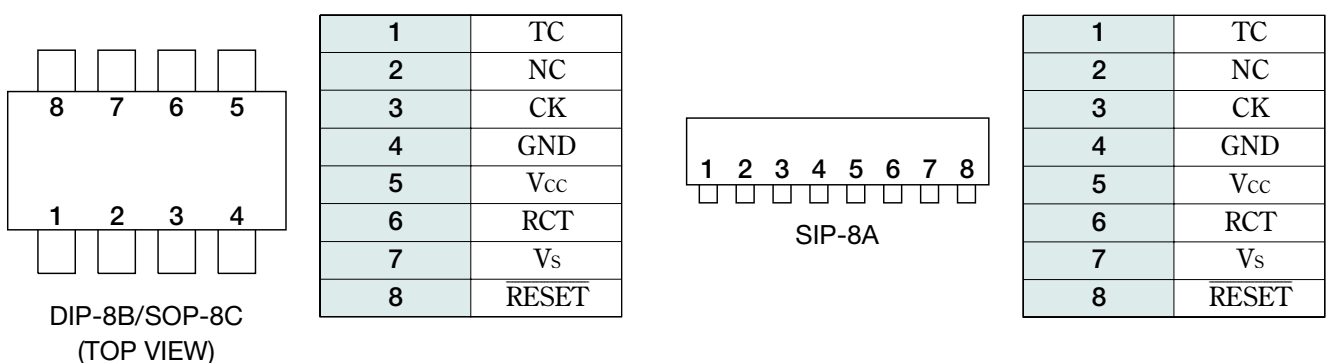 8 7 6 5
1 2 3 4
DIP-8B/SOP-8C
(TOP VIEW)
1 TC
2 NC
3 CK
4 GND
5 Vcc
6 RCT
7 Vs
8 R̅E̅S̅E̅T̅
1 2 3 4 5 6 7 8
SIP-8A
1 TC
2 NC
3 CK
4 GND
5 Vcc
6 RCT
7 Vs
8 R̅E̅S̅E̅T̅